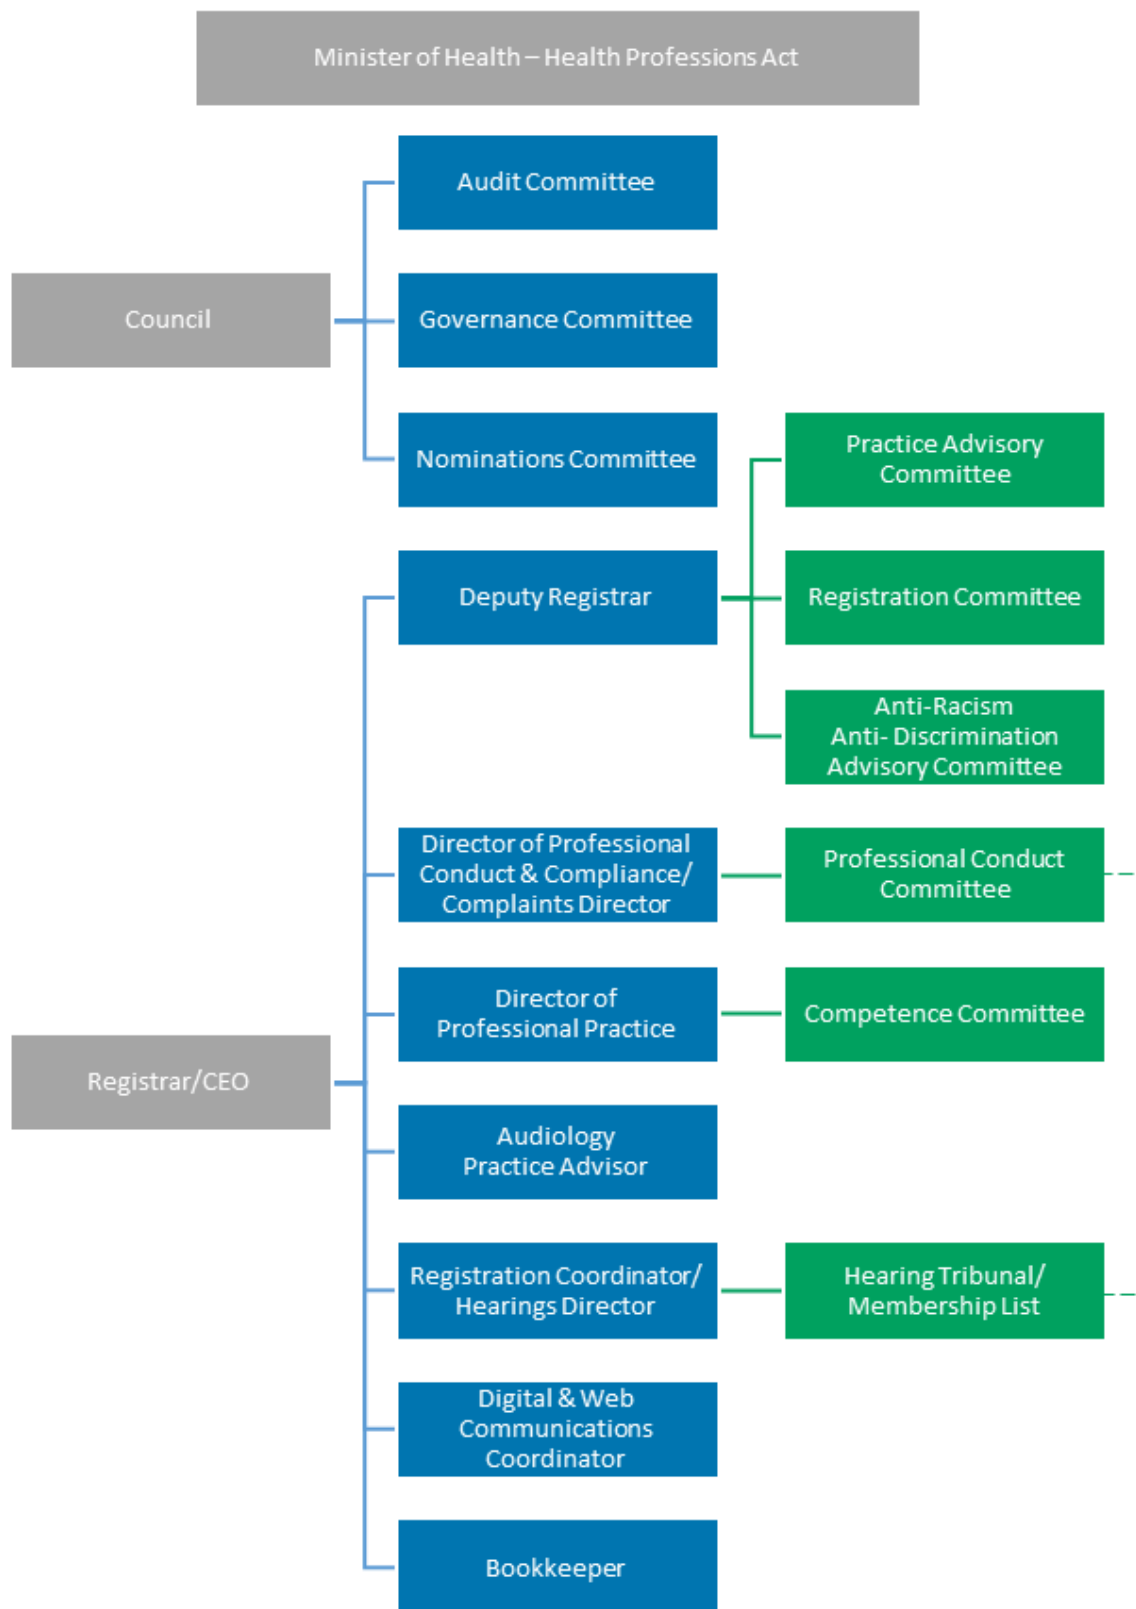 Minister of Health – Health Professions Act
Audit Committee
Council
Governance Committee
Nominations Committee
Practice Advisory
Committee
Deputy Registrar
Registration Committee
Anti-Racism
Anti- Discrimination
Advisory Committee
Director of Professional
Conduct & Compliance/
Complaints Director
Professional Conduct
Committee
Director of
Professional Practice
Competence Committee
Registrar/CEO
Audiology
Practice Advisor
Registration Coordinator/
Hearings Director
Hearing Tribunal/
Membership List
Digital & Web
Communications
Coordinator
Bookkeeper